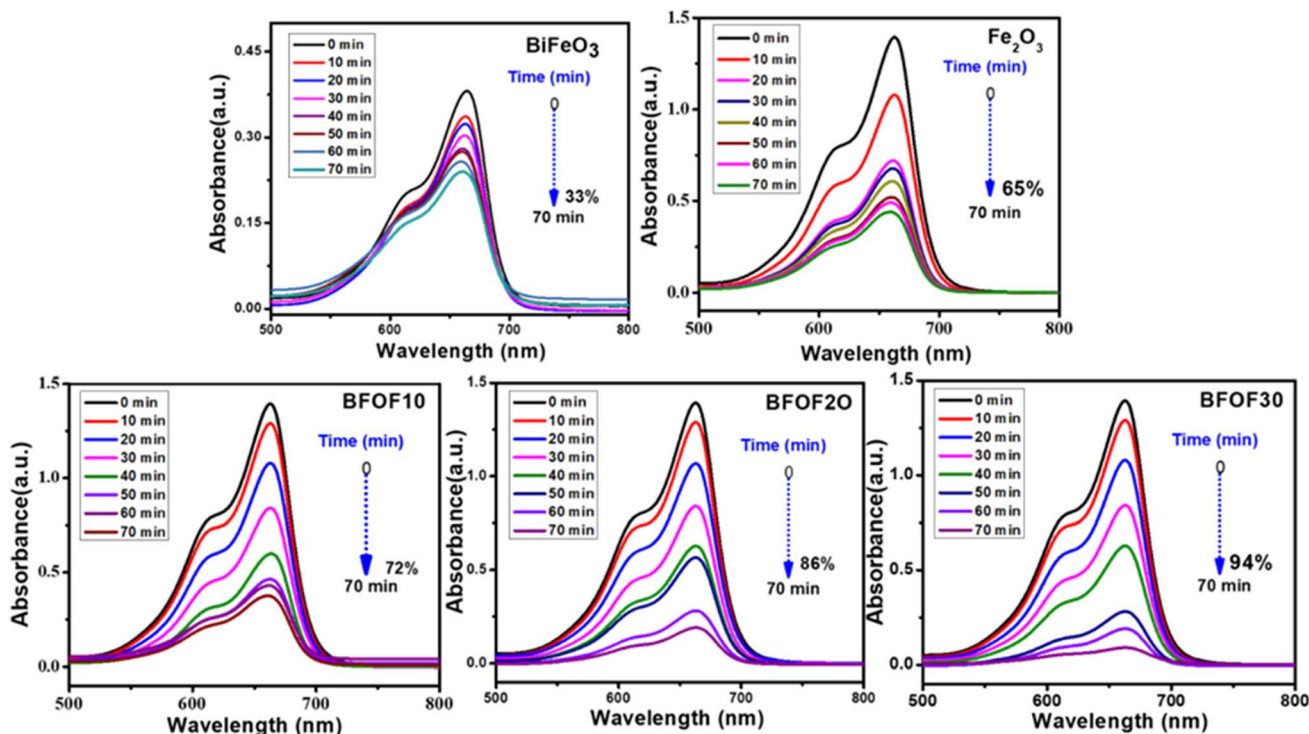 BiFeO3
0 min
10 min
20 min
30 min
40 min
50 min
60 min
70 min
Time (min)
0
33%
70 min
Absorbance(a.u.)
0.45
0.30
0.15
0.00
500 600 700 800
Wavelength (nm)
Fe2O3
0 min
10 min
20 min
30 min
40 min
50 min
60 min
70 min
Time (min)
0
65%
70 min
Absorbance(a.u.)
1.5
1.0
0.5
0.0
500 600 700 800
Wavelength (nm)
BFOF10
0 min
10 min
20 min
30 min
40 min
50 min
60 min
70 min
Time (min)
0
72%
70 min
Absorbance(a.u.)
1.5
1.0
0.5
0.0
500 600 700 800
Wavelength (nm)
BFOF2O
0 min
10 min
20 min
30 min
40 min
50 min
60 min
70 min
Time (min)
0
86%
70 min
Absorbance(a.u.)
1.5
1.0
0.5
0.0
500 600 700 800
Wavelength (nm)
BFOF30
0 min
10 min
20 min
30 min
40 min
50 min
60 min
70 min
Time (min)
0
94%
70 min
Absorbance(a.u.)
1.5
1.0
0.5
0.0
500 600 700 800
Wavelength (nm)